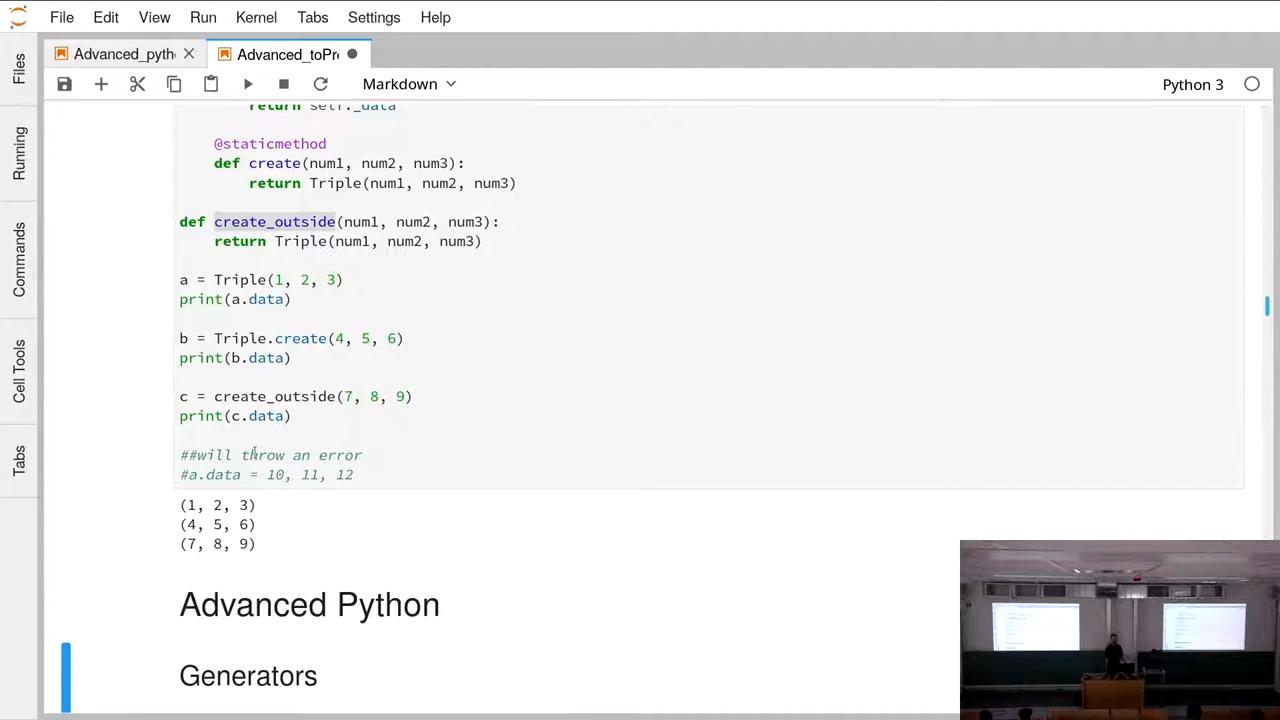 File Edit View Run Kernel Tabs Settings Help
Files
Running
Commands
Cell Tools
Tabs
Advanced_pyth
Advanced_toPr
Markdown
Python 3
return self._data
@staticmethod
def create(num1, num2, num3):
return Triple(num1, num2, num3)
def create_outside(num1, num2, num3):
return Triple(num1, num2, num3)
a = Triple(1, 2, 3)
print(a.data)
b = Triple.create(4, 5, 6)
print(b.data)
c = create_outside(7, 8, 9)
print(c.data)
##will throw an error
#a.data = 10, 11, 12
(1, 2, 3)
(4, 5, 6)
(7, 8, 9)
Advanced Python
Generators